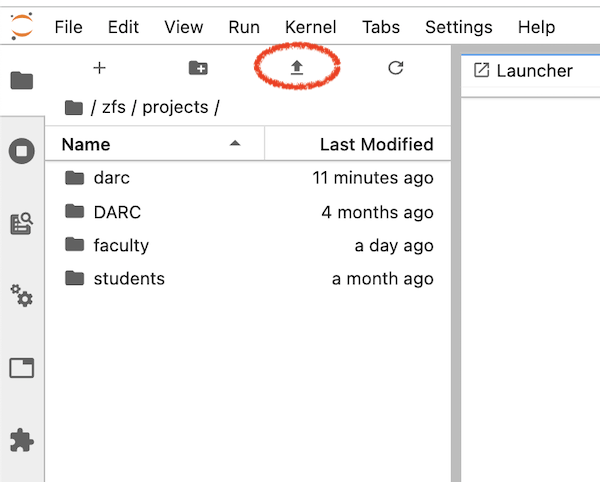 File Edit View Run Kernel Tabs Settings Help
Launcher
/ zfs / projects /
Name Last Modified
darc 11 minutes ago
DARC 4 months ago
faculty a day ago
students a month ago